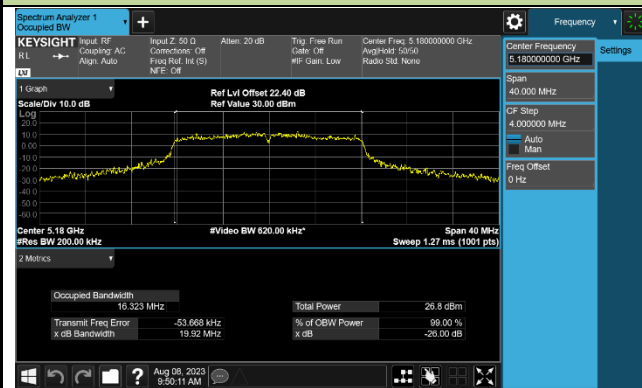 Spectrum Analyzer 1
Occupied BW
Frequency
KEYSIGHT
RL
LXI
Input: RF
Coupling: AC
Align: Auto
Input Z: 50 Ω
Corrections: Off
Freq Ref: Int (S)
NFE: Off
Atten: 20 dB
Trig: Free Run
Gate: Off
#IF Gain: Low
Center Freq: 5.180000000 GHz
Avg|Hold: 50/50
Radio Std: None
Center Frequency
5.180000000 GHz
Settings
Span
40.000 MHz
CF Step
4.000000 MHz
Auto
Man
Freq Offset
0 Hz
1 Graph
Scale/Div 10.0 dB
Ref Lvl Offset 22.40 dB
Ref Value 30.00 dBm
Log
20.0
10.0
0.00
-10.0
-20.0
-30.0
-40.0
-50.0
-60.0
Center 5.18 GHz
#Res BW 200.00 kHz
#Video BW 620.00 kHz*
Span 40 MHz
Sweep 1.27 ms (1001 pts)
2 Metrics
Occupied Bandwidth
16.323 MHz
Transmit Freq Error -53.668 kHz
x dB Bandwidth 19.92 MHz
Total Power 26.8 dBm
% of OBW Power 99.00 %
x dB -26.00 dB
Aug 08, 2023
9:50:11 AM